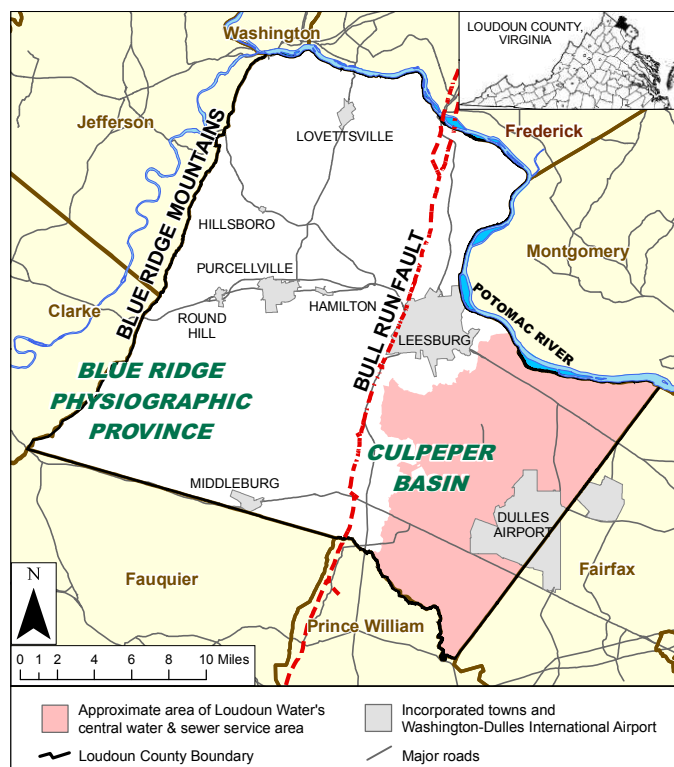 Washington
LOUDOUN COUNTY,
VIRGINIA
Jefferson
LOVETTSVILLE
Frederick
BLUE RIDGE MOUNTAINS
HILLSBORO
Montgomery
PURCELLVILLE
BULL RUN FAULT
Clarke
ROUND
HILL
HAMILTON
POTOMAC RIVER
LEESBURG
BLUE RIDGE
PHYSIOGRAPHIC
PROVINCE
CULPEPER
BASIN
MIDDLEBURG
DULLES
AIRPORT
Fauquier
Fairfax
N
Prince William
0 1 2 4 6 8 10 Miles
Approximate area of Loudoun Water's
central water & sewer service area
Incorporated towns and
Washington-Dulles International Airport
Loudoun County Boundary
Major roads